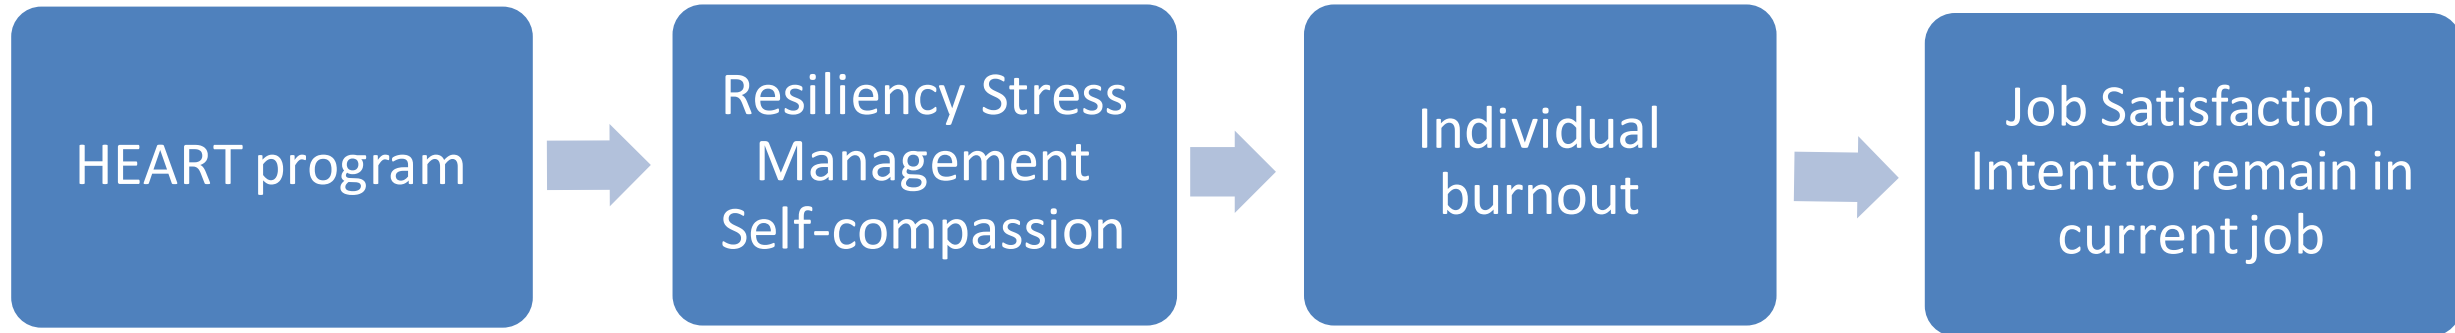 HEART program
Resiliency Stress
Management
Self-compassion
Individual
burnout
Job Satisfaction
Intent to remain in
current job